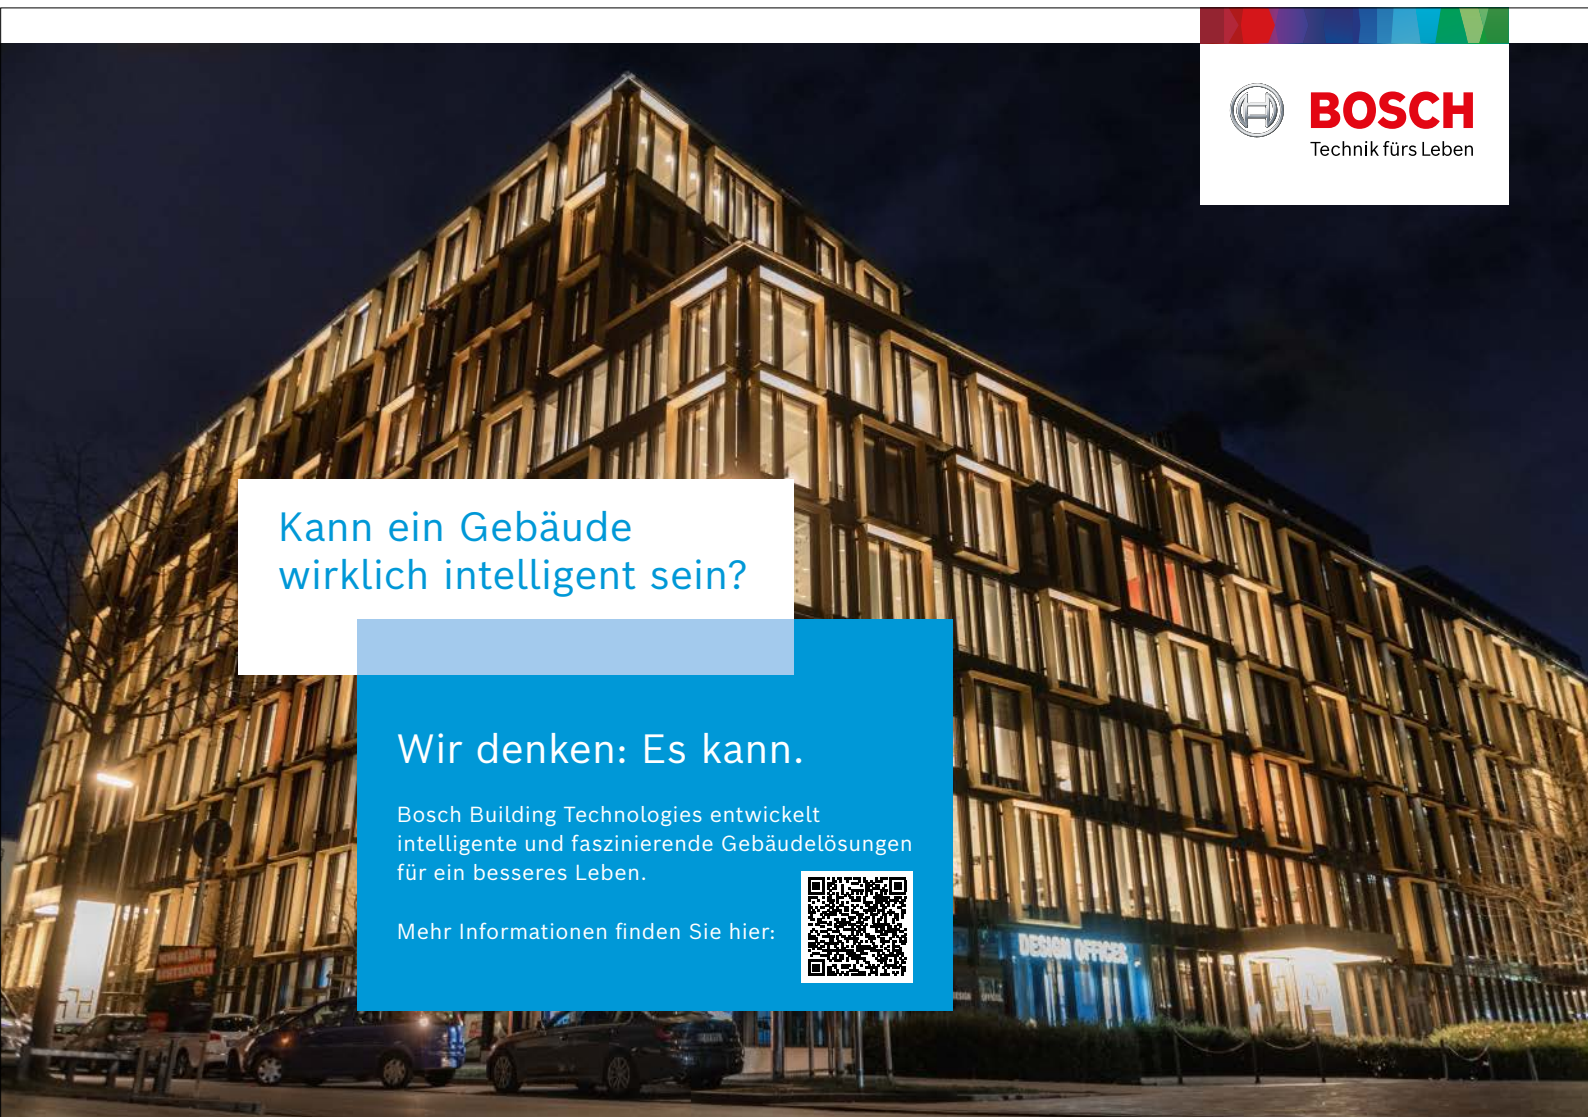 BOSCH
Technik fürs Leben
Kann ein Gebäude
wirklich intelligent sein?
Wir denken: Es kann.
Bosch Building Technologies entwickelt
intelligente und faszinierende Gebäudelösungen
für ein besseres Leben.
Mehr Informationen finden Sie hier:
DESIGN OFFICES